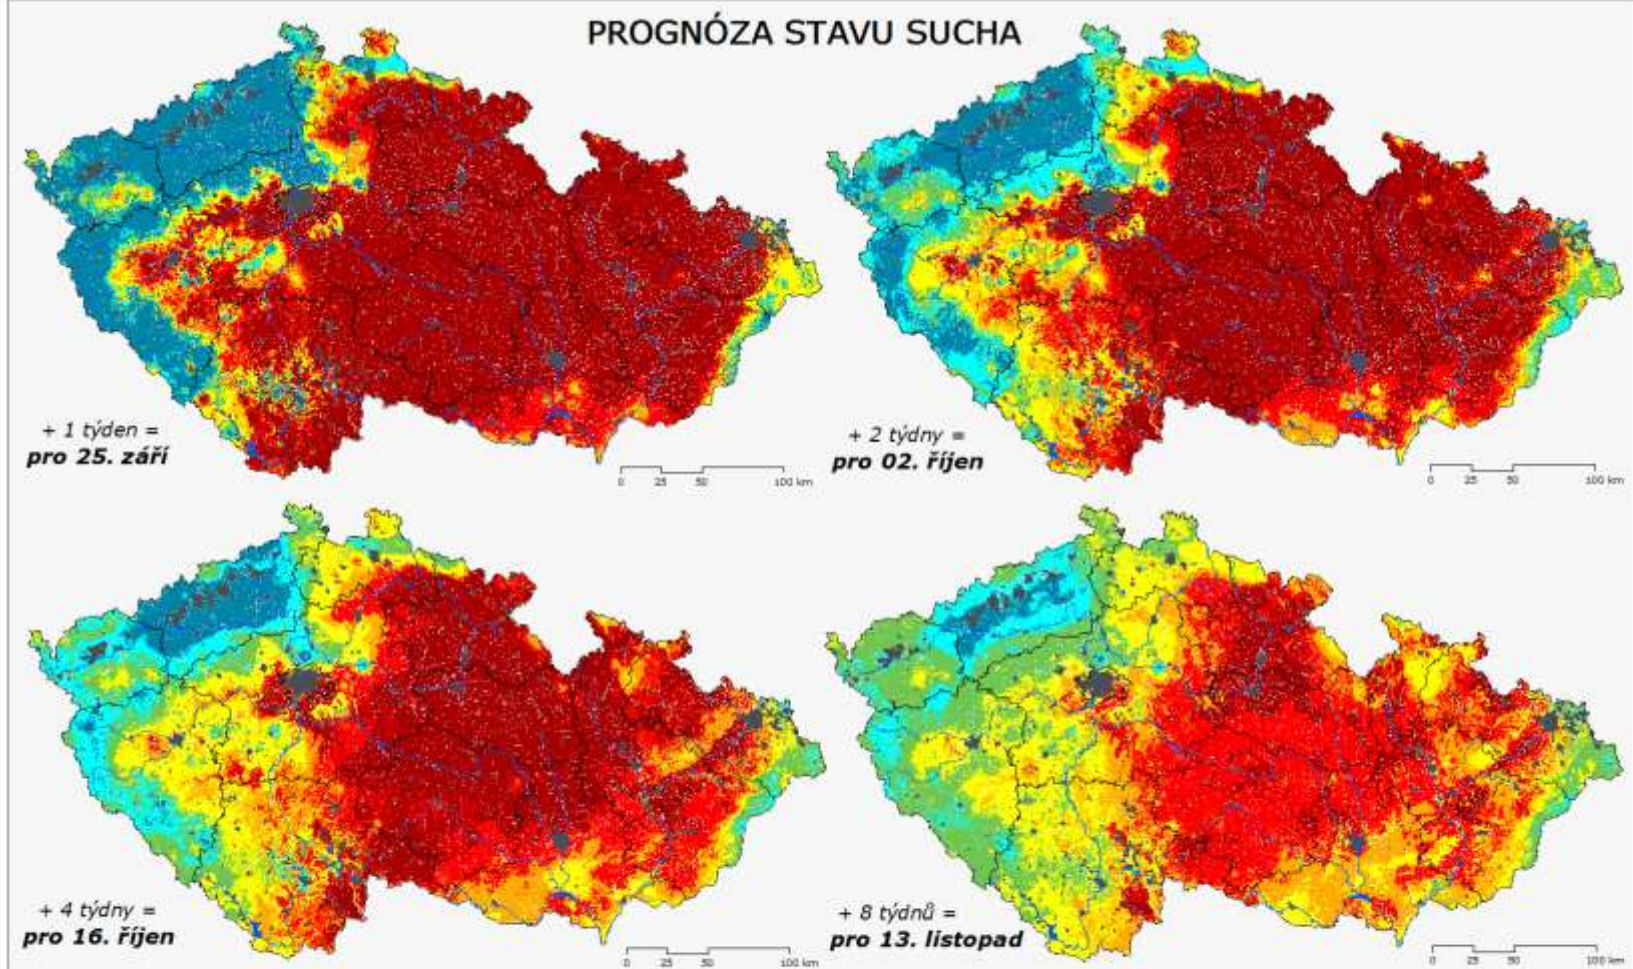 PROGNÓZA STAVU SUCHA
+ 1 týden =
pro 25. září
0 25 50 100 km
+ 2 týdny =
pro 02. říjen
0 25 50 100 km
+ 4 týdny =
pro 16. říjen
0 25 50 100 km
+ 8 týdnů =
pro 13. listopad
0 25 50 100 km